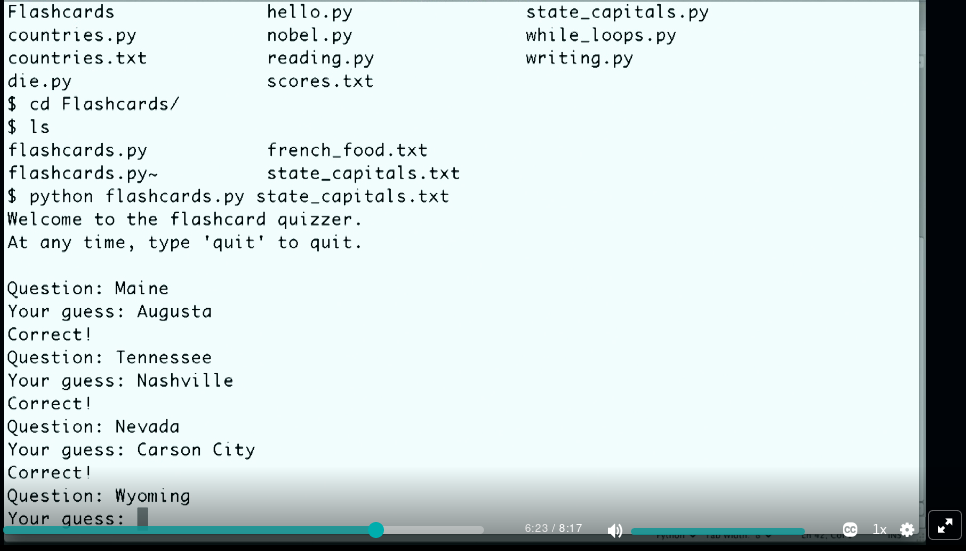 Flashcards hello.py state_capitals.py
countries.py nobel.py while_loops.py
countries.txt reading.py writing.py
die.py scores.txt
$ cd Flashcards/
$ ls
flashcards.py french_food.txt
flashcards.py~ state_capitals.txt
$ python flashcards.py state_capitals.txt
Welcome to the flashcard quizzer.
At any time, type 'quit' to quit.
Question: Maine
Your guess: Augusta
Correct!
Question: Tennessee
Your guess: Nashville
Correct!
Question: Nevada
Your guess: Carson City
Correct!
Question: Wyoming
Your guess:
6:23 / 8:17 CC 1x